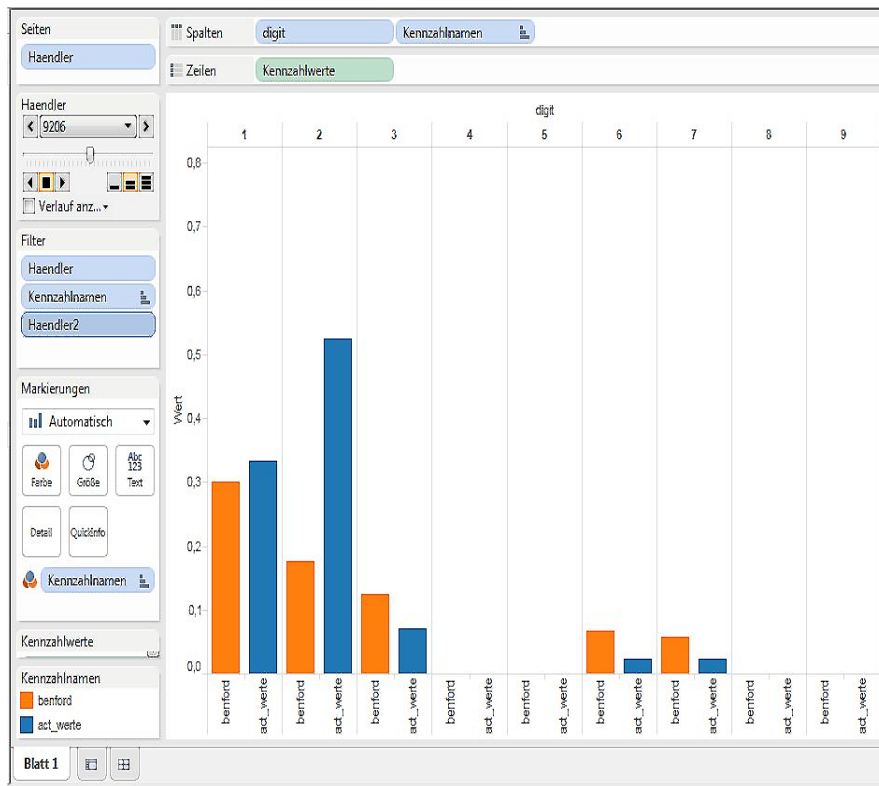 Seiten
Haendler
Haendler
9206
Verlauf anz...
Filter
Haendler
Kennzahlnamen
Haendler2
Markierungen
Automatisch
Farbe
Größe
Abc
123
Text
Detail
Quickinfo
Kennzahlnamen
Kennzahlwerte
Kennzahlnamen
benford
act_werte
Spalten digit Kennzahlnamen
Zeilen Kennzahlwerte
digit
1 2 3 4 5 6 7 8 9
Wert
0,8
0,7
0,6
0,5
0,4
0,3
0,2
0,1
0,0
benford act_werte benford act_werte benford act_werte benford act_werte benford act_werte benford act_werte benford act_werte benford act_werte benford act_werte
Blatt 1